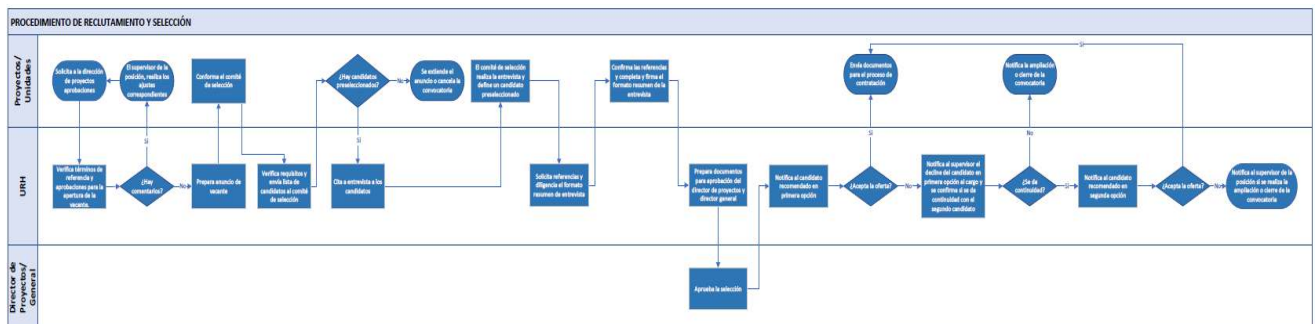 PROCEDIMIENTO DE RECLUTAMIENTO Y SELECCIÓN
Proyectos/
Unidades
Solicita a la dirección
de proyectos
aprobaciones
El supervisor de la
posición, realiza los
ajustes
correspondientes
Conforma el comité
de selección
¿Hay candidatos
preseleccionados?
No
Se extiende el
anuncio o cancela la
convocatoria
El comité de selección
realiza la entrevista y
define un candidato
preseleccionado
Confirma las referencias
y completa y firma el
formato resumen de la
entrevista
Envía documentos
para el proceso de
contratación
Sí
Notifica la ampliación
o cierre de la
convocatoria
URH
Verifica términos de
referencia y
aprobaciones para la
apertura de la
vacante.
Sí
¿Hay
comentarios?
No
Prepara anuncio de
vacante
Verifica requisitos y
envía lista de
candidatos al comité
de selección
Sí
Cita a entrevista a los
candidatos
Solicita referencias y
diligencia el formato
resumen de entrevista
Prepara documentos
para aprobación del
director de proyectos y
director general
Notifica al candidato
recomendado en
primera opción
Sí
¿Acepta la oferta?
No
Notifica al supervisor el
decline del candidato en
primera opción al cargo y
se confirma si se da
continuidad con el
segundo candidato
No
¿Se da
continuidad?
Sí
Notifica al candidato
recomendado en
segunda opción
¿Acepta la oferta?
No
Notifica al supervisor de la
posición si se realiza la
ampliación o cierre de la
convocatoria
Director de
Proyectos/
General
Aprueba la selección